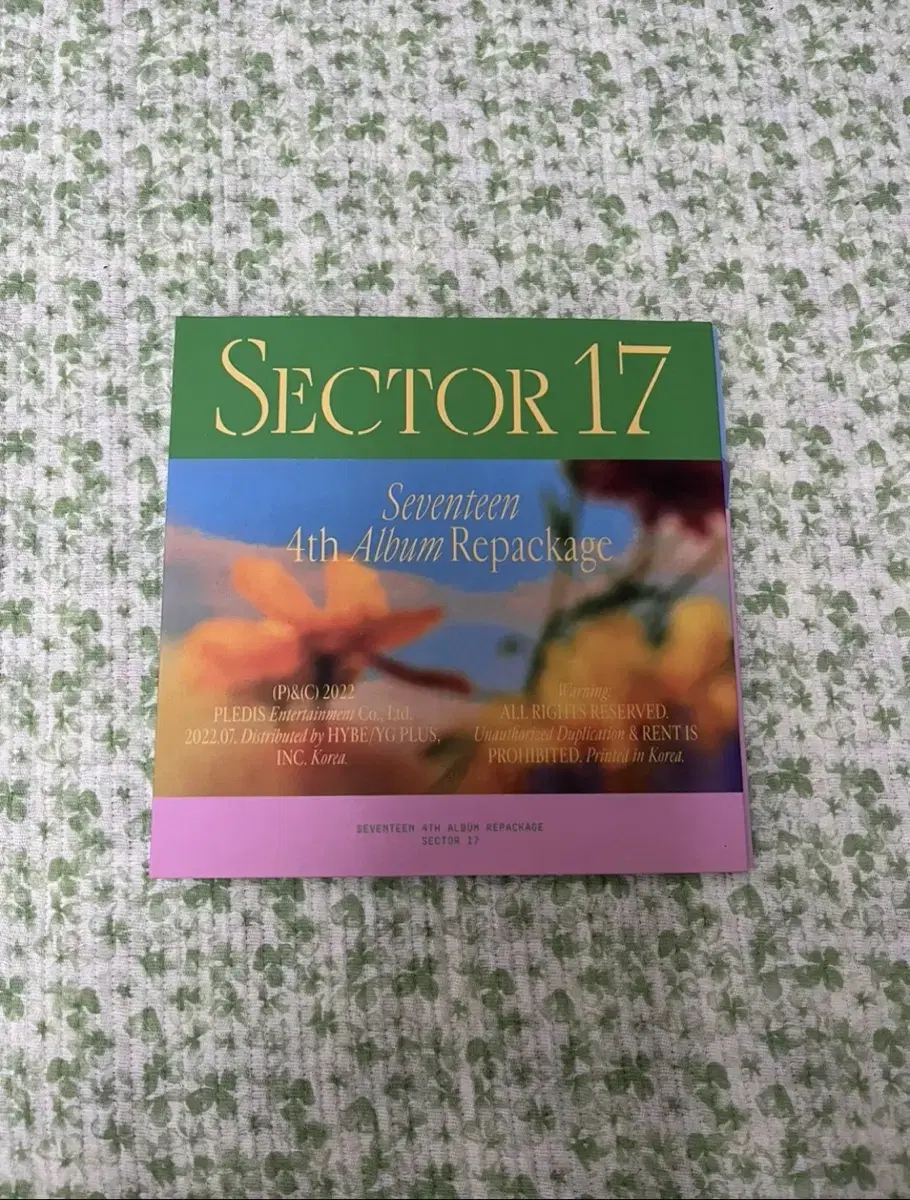 SECTOR 17
Seventeen
4th Album Repackage
(P)&(C) 2022
PLEDIS Entertainment Co., Ltd.
2022.07. Distributed by HYBE/YG PLUS,
INC. Korea.
Warning:
ALL RIGHTS RESERVED.
Unauthorized Duplication & RENT IS
PROHIBITED. Printed in Korea.
SEVENTEEN 4TH ALBUM REPACKAGE
SECTOR 17